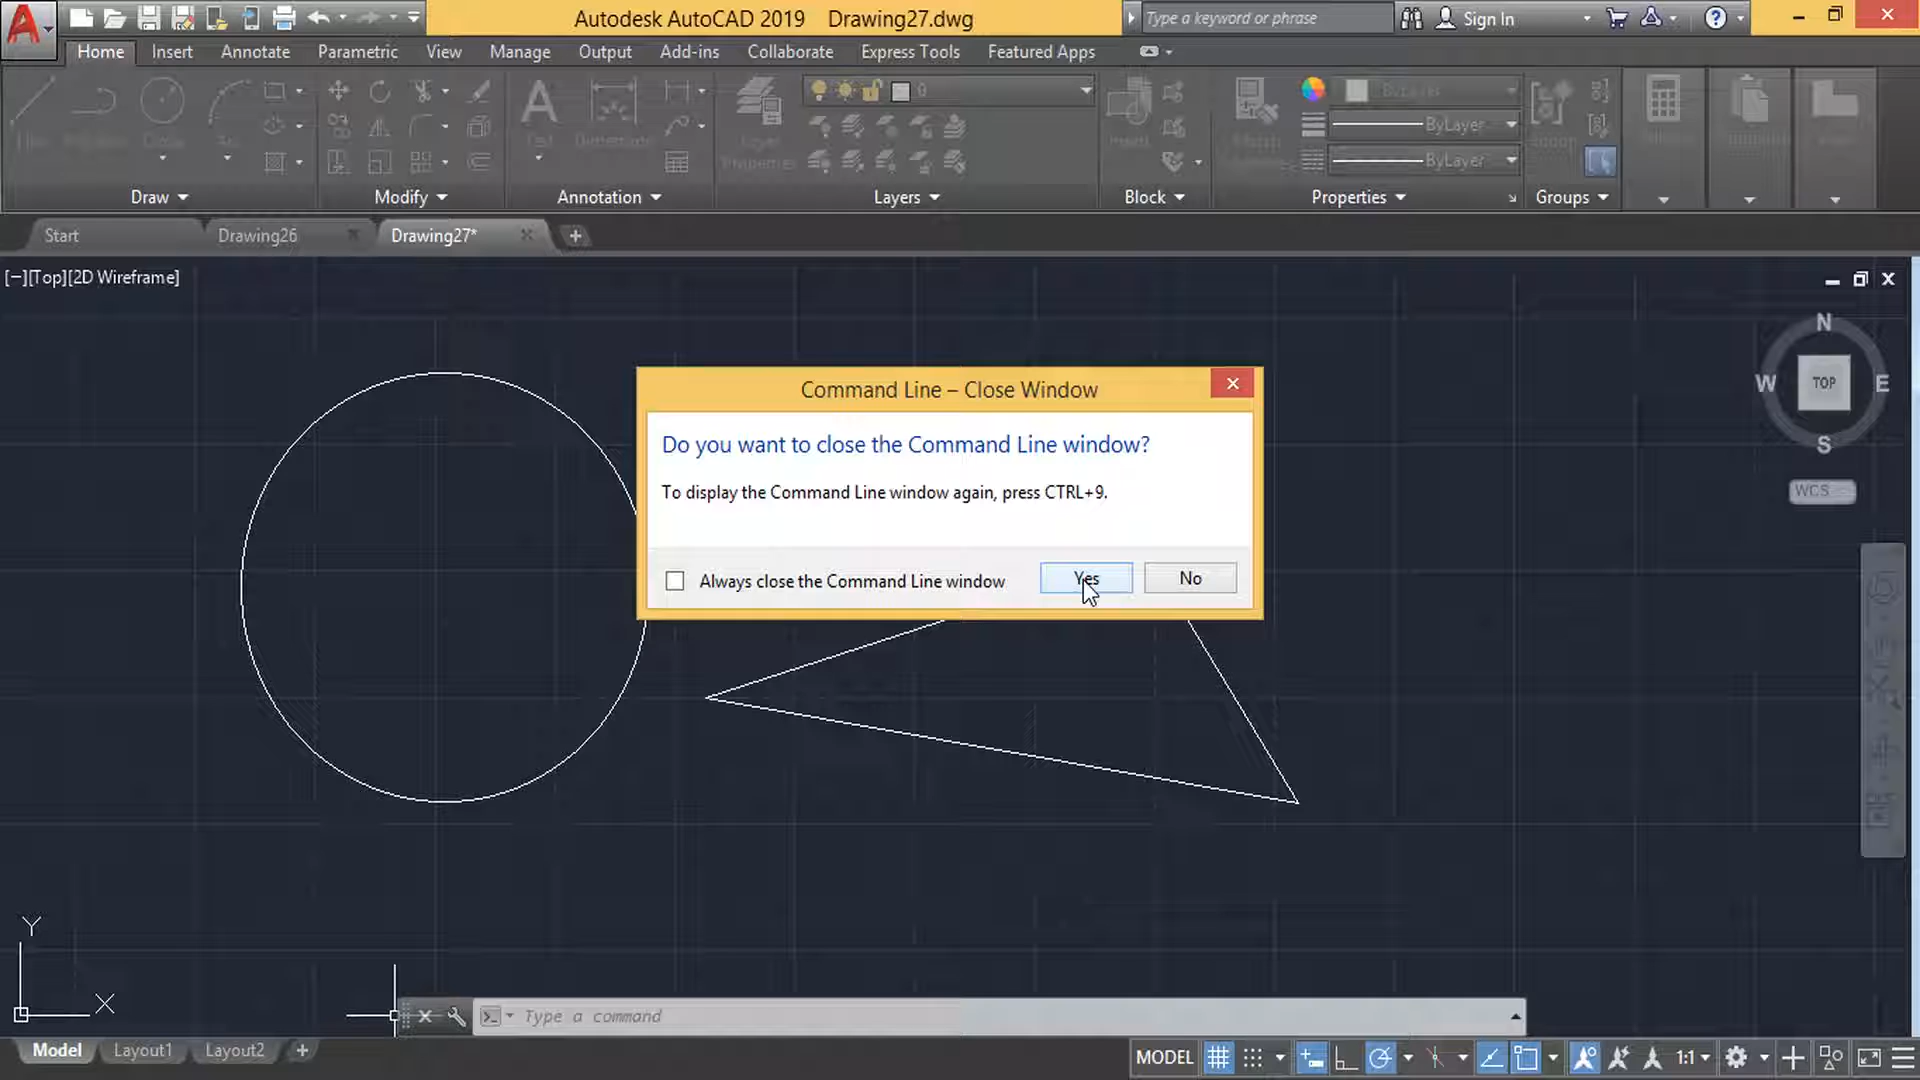 Autodesk AutoCAD 2019 Drawing27.dwg
Type a keyword or phrase
Sign In
Home Insert Annotate Parametric View Manage Output Add-ins Collaborate Express Tools Featured Apps
0
ByLayer
ByLayer
ByLayer
Draw Modify Annotation Layers Block Properties Groups
Start Drawing26 Drawing27* +
[−][Top][2D Wireframe]
N
W TOP E
S
WCS
Command Line – Close Window
Do you want to close the Command Line window?
To display the Command Line window again, press CTRL+9.
Always close the Command Line window
Yes
No
Y
X
Type a command
Model Layout1 Layout2 +
MODEL
1:1